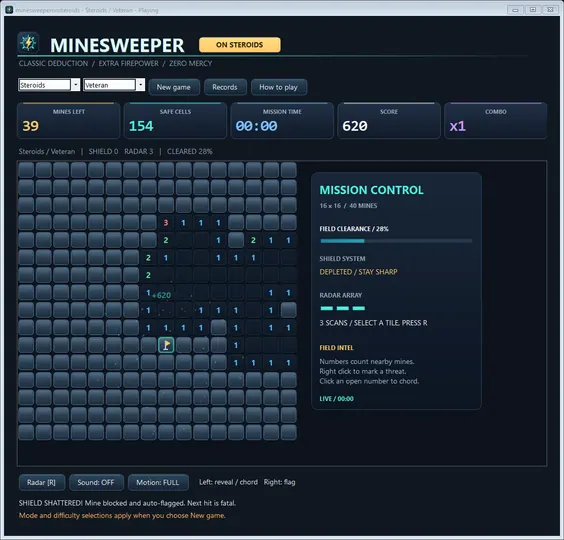 minesweeperonsteroids - Steroids / Veteran - Playing
MINESWEEPER
ON STEROIDS
CLASSIC DEDUCTION / EXTRA FIREPOWER / ZERO MERCY
Steroids Veteran New game Records How to play
MINES LEFT SAFE CELLS MISSION TIME SCORE COMBO
39 154 00:00 620 x1
Steroids / Veteran | SHIELD 0 RADAR 3 | CLEARED 28%
3 1 1 1
2 1 2 1 1
2 1 1 1 1 1
2
1 1 1
1 1 1 1 1 1
1 1 1 1 1 1 1
1
1 1 1 1
+620
MISSION CONTROL
16 x 16 / 40 MINES
FIELD CLEARANCE / 28%
SHIELD SYSTEM
DEPLETED / STAY SHARP
RADAR ARRAY
3 SCANS / SELECT A TILE, PRESS R
FIELD INTEL
Numbers count nearby mines.
Right click to mark a threat.
Click an open number to chord.
LIVE / 00:00
Radar [R] Sound: OFF Motion: FULL Left: reveal / chord Right: flag
SHIELD SHATTERED! Mine blocked and auto-flagged. Next hit is fatal.
Mode and difficulty selections apply when you choose New game.